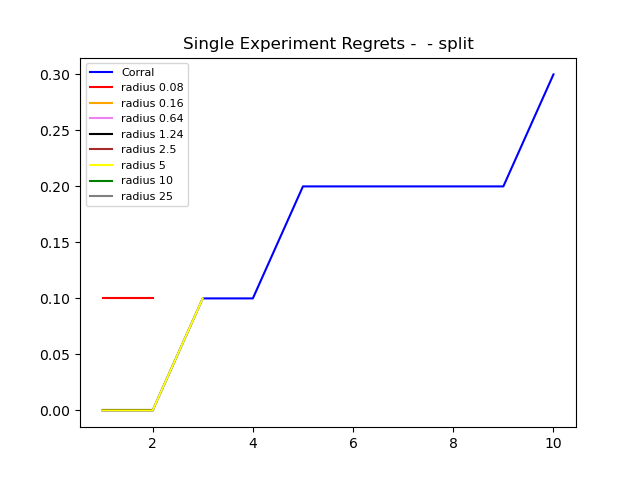 Single Experiment Regrets -  - split
0.30
0.25
0.20
0.15
0.10
0.05
0.00
Corral
radius 0.08
radius 0.16
radius 0.64
radius 1.24
radius 2.5
radius 5
radius 10
radius 25
2 4 6 8 10